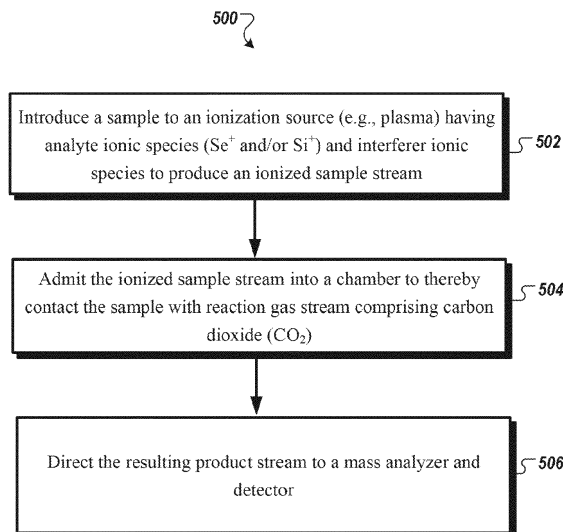 500
Introduce a sample to an ionization source (e.g., plasma) having
analyte ionic species (Se⁺ and/or Si⁺) and interferer ionic
species to produce an ionized sample stream
502
Admit the ionized sample stream into a chamber to thereby
contact the sample with reaction gas stream comprising carbon
dioxide (CO₂)
504
Direct the resulting product stream to a mass analyzer and
detector
506